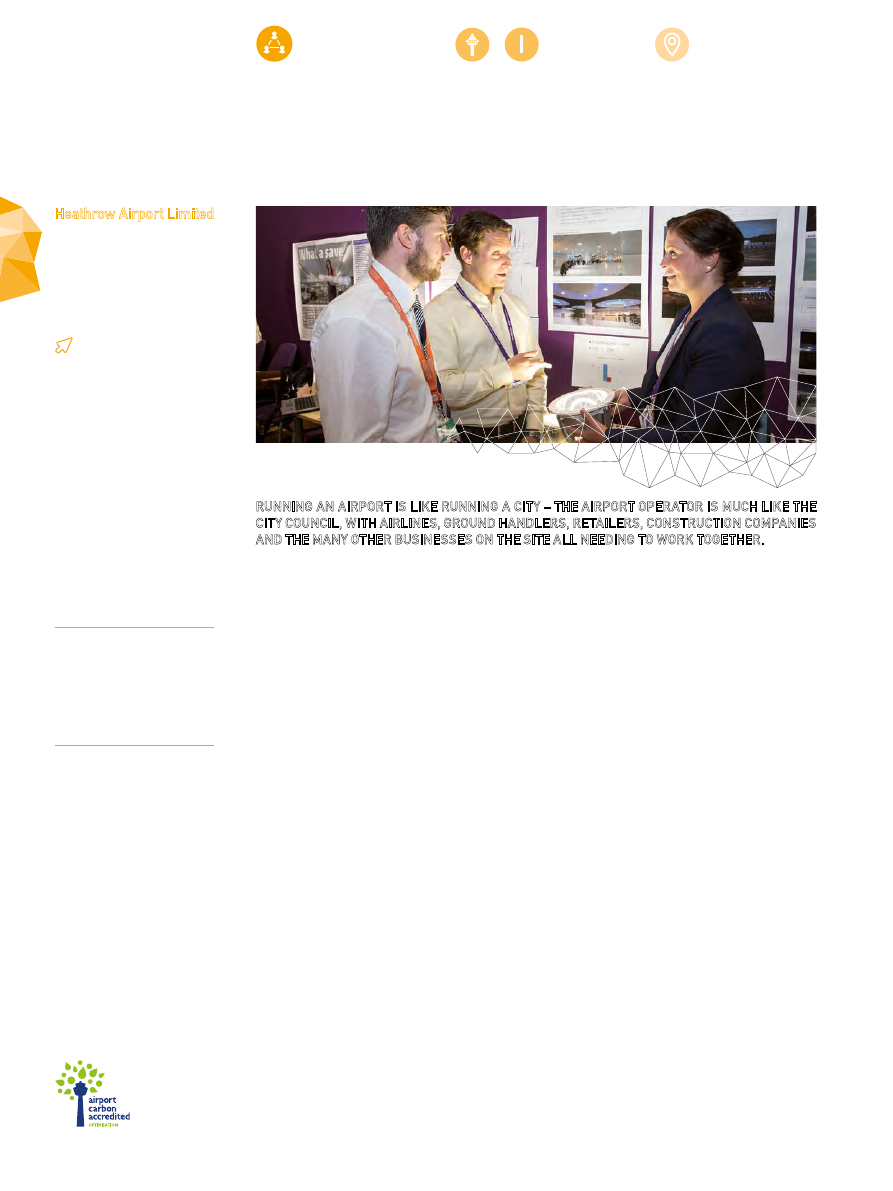 Heathrow Airport Limited
What a save
RUNNING AN AIRPORT IS LIKE RUNNING A CITY – THE AIRPORT OPERATOR IS MUCH LIKE THE
CITY COUNCIL, WITH AIRLINES, GROUND HANDLERS, RETAILERS, CONSTRUCTION COMPANIES
AND THE MANY OTHER BUSINESSES ON THE SITE ALL NEEDING TO WORK TOGETHER.
airport
carbon
accredited
OPTIMISATION